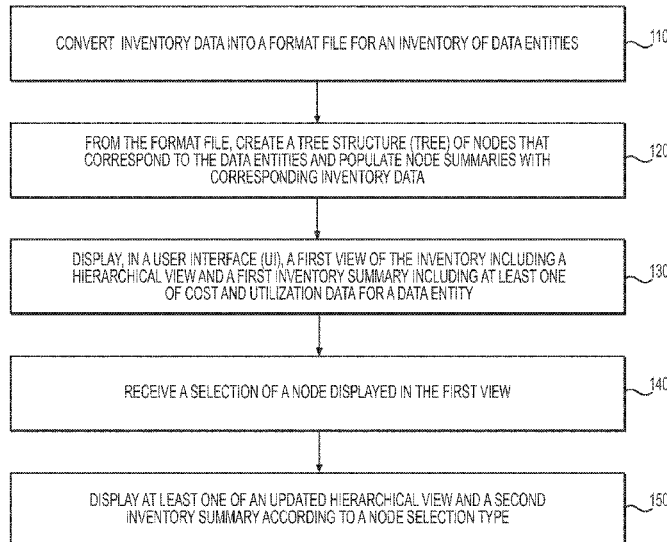 CONVERT INVENTORY DATA INTO A FORMAT FILE FOR AN INVENTORY OF DATA ENTITIES
110
FROM THE FORMAT FILE, CREATE A TREE STRUCTURE (TREE) OF NODES THAT
CORRESPOND TO THE DATA ENTITIES AND POPULATE NODE SUMMARIES WITH
CORRESPONDING INVENTORY DATA
120
DISPLAY, IN A USER INTERFACE (UI), A FIRST VIEW OF THE INVENTORY INCLUDING A
HIERARCHICAL VIEW AND A FIRST INVENTORY SUMMARY INCLUDING AT LEAST ONE
OF COST AND UTILIZATION DATA FOR A DATA ENTITY
130
RECEIVE A SELECTION OF A NODE DISPLAYED IN THE FIRST VIEW
140
DISPLAY AT LEAST ONE OF AN UPDATED HIERARCHICAL VIEW AND A SECOND
INVENTORY SUMMARY ACCORDING TO A NODE SELECTION TYPE
150